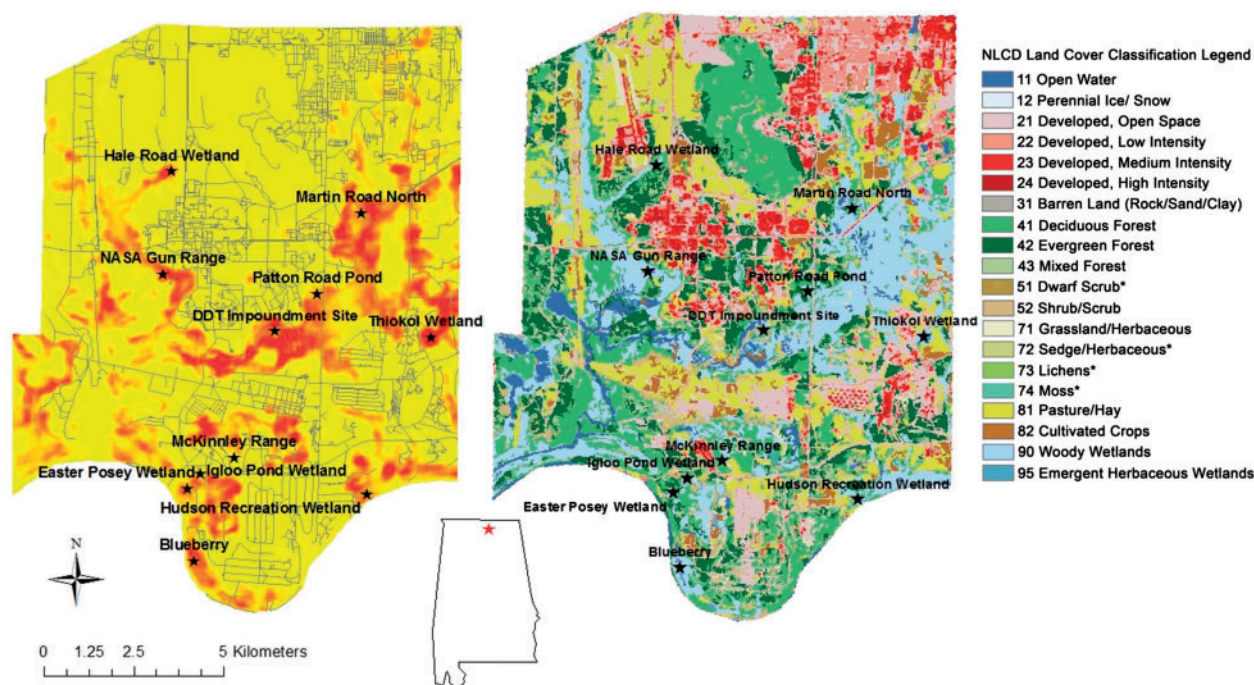 Hale Road Wetland
Martin Road North
NASA Gun Range
Patton Road Pond
DDT Impoundment Site
Thiokol Wetland
McKinnley Range
Easter Posey Wetland
Igloo Pond Wetland
Hudson Recreation Wetland
Blueberry
N
0 1.25 2.5 5 Kilometers
Hale Road Wetland
Martin Road North
NASA Gun Range
Patton Road Pond
DDT Impoundment Site
Thiokol Wetland
McKinnley Range
Igloo Pond Wetland
Hudson Recreation Wetland
Easter Posey Wetland
Blueberry
NLCD Land Cover Classification Legend
11 Open Water
12 Perennial Ice/ Snow
21 Developed, Open Space
22 Developed, Low Intensity
23 Developed, Medium Intensity
24 Developed, High Intensity
31 Barren Land (Rock/Sand/Clay)
41 Deciduous Forest
42 Evergreen Forest
43 Mixed Forest
51 Dwarf Scrub*
52 Shrub/Scrub
71 Grassland/Herbaceous
72 Sedge/Herbaceous*
73 Lichens*
74 Moss*
81 Pasture/Hay
82 Cultivated Crops
90 Woody Wetlands
95 Emergent Herbaceous Wetlands